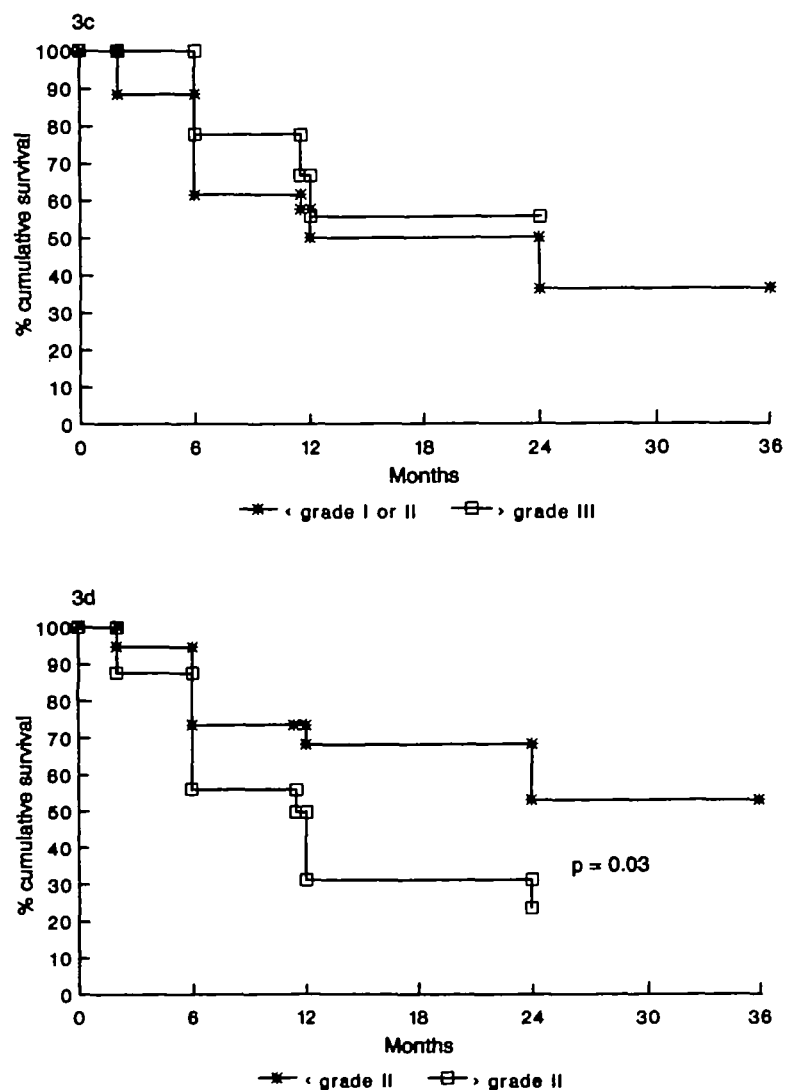 3c
% cumulative survival
100
90
80
70
60
50
40
30
20
10
0
0 6 12 18 24 30 36
Months
‹ grade I or II › grade III
3d
% cumulative survival
100
90
80
70
60
50
40
30
20
10
0
p = 0.03
0 6 12 18 24 30 36
Months
‹ grade II › grade II